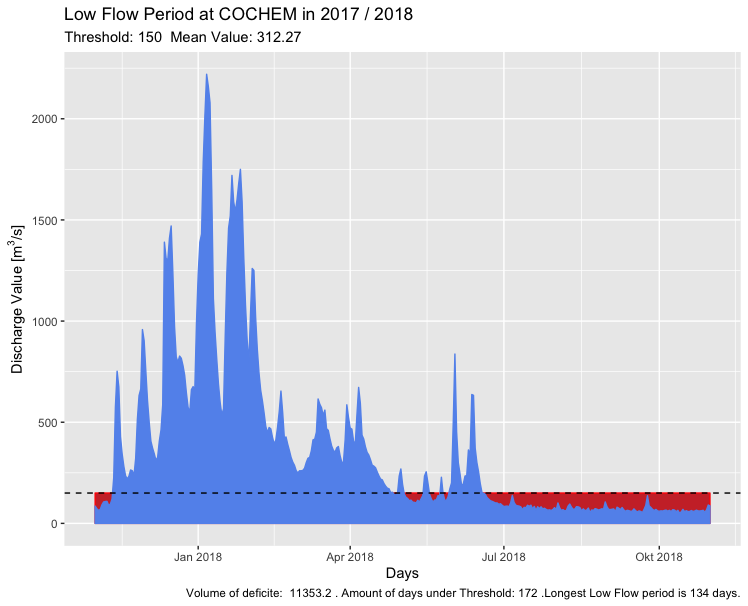 Low Flow Period at COCHEM in 2017 / 2018
Threshold: 150  Mean Value: 312.27
Discharge Value [m³/s]
2000
1500
1000
500
0
Jan 2018
Apr 2018
Jul 2018
Okt 2018
Days
Volume of deficite:  11353.2 . Amount of days under Threshold: 172 .Longest Low Flow period is 134 days.